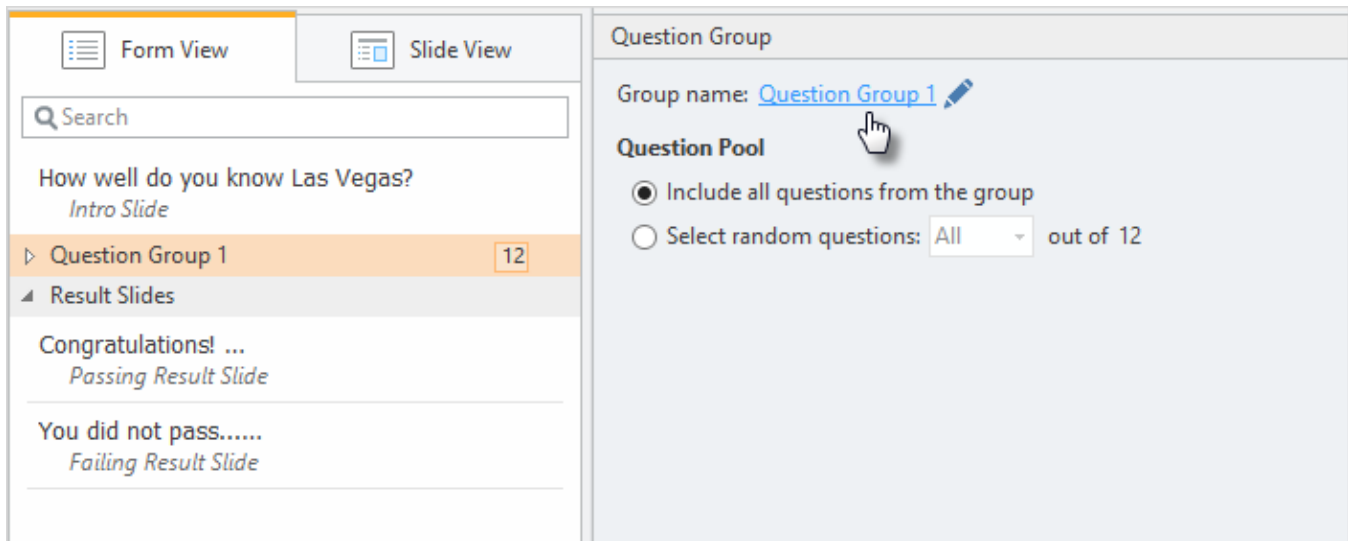 Form View
Slide View
Search
How well do you know Las Vegas?
Intro Slide
Question Group 1
12
Result Slides
Congratulations! ...
Passing Result Slide
You did not pass......
Failing Result Slide
Question Group
Group name: Question Group 1
Question Pool
Include all questions from the group
Select random questions: All out of 12